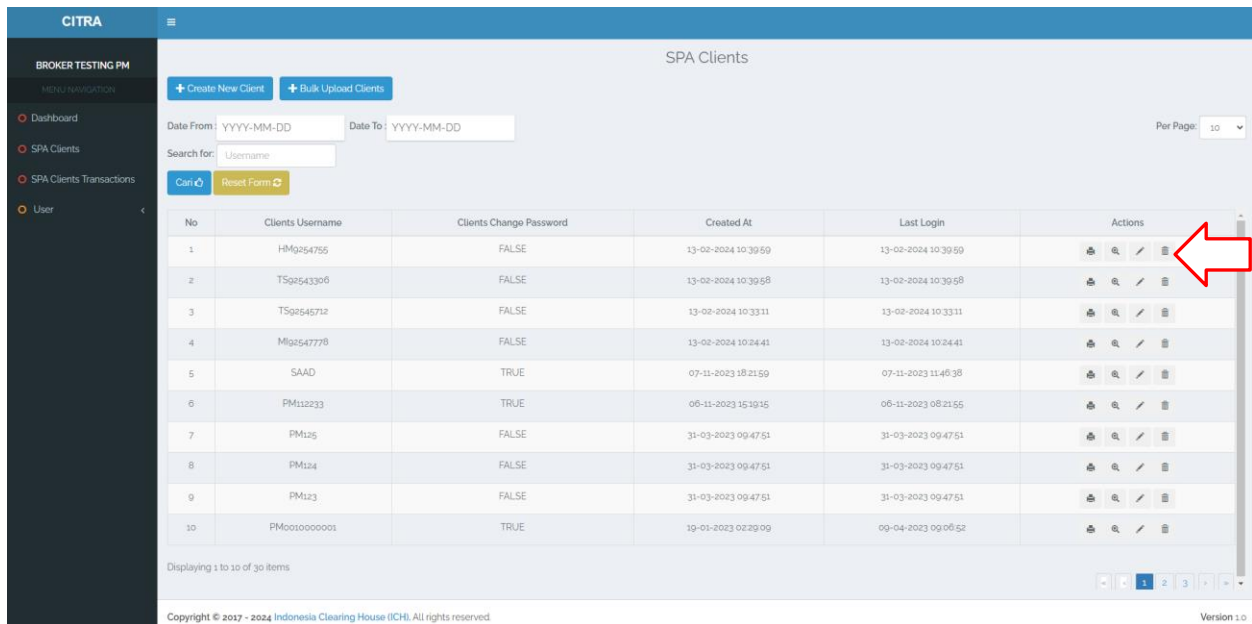 CITRA
BROKER TESTING PM
MENU NAVIGATION
Dashboard
SPA Clients
SPA Clients Transactions
User
SPA Clients
Create New Client Bulk Upload Clients
Date From : YYYY-MM-DD Date To : YYYY-MM-DD Per Page: 10
Search for: Username
Cari Reset Form
No Clients Username Clients Change Password Created At Last Login Actions
1 HM9254755 FALSE 13-02-2024 10:39:59 13-02-2024 10:39:59
2 TS92543306 FALSE 13-02-2024 10:39:58 13-02-2024 10:39:58
3 TS92545712 FALSE 13-02-2024 10:33:11 13-02-2024 10:33:11
4 MI92547778 FALSE 13-02-2024 10:24:41 13-02-2024 10:24:41
5 SAAD TRUE 07-11-2023 18:21:59 07-11-2023 11:46:38
6 PM112233 TRUE 06-11-2023 15:19:15 06-11-2023 08:21:55
7 PM125 FALSE 31-03-2023 09:47:51 31-03-2023 09:47:51
8 PM124 FALSE 31-03-2023 09:47:51 31-03-2023 09:47:51
9 PM123 FALSE 31-03-2023 09:47:51 31-03-2023 09:47:51
10 PM0010000001 TRUE 19-01-2023 02:29:09 09-04-2023 09:06:52
Displaying 1 to 10 of 30 items
« ‹ 1 2 3 › »
Copyright © 2017 - 2024 Indonesia Clearing House (ICH). All rights reserved. Version 1.0